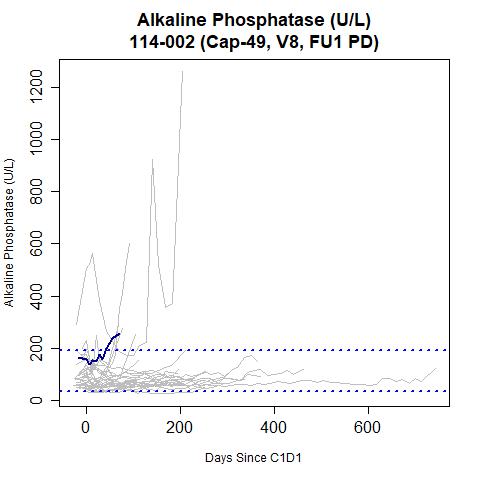 Alkaline Phosphatase (U/L)
114-002 (Cap-49, V8, FU1 PD)
Alkaline Phosphatase (U/L)
1200
1000
800
600
400
200
0
0 200 400 600
Days Since C1D1